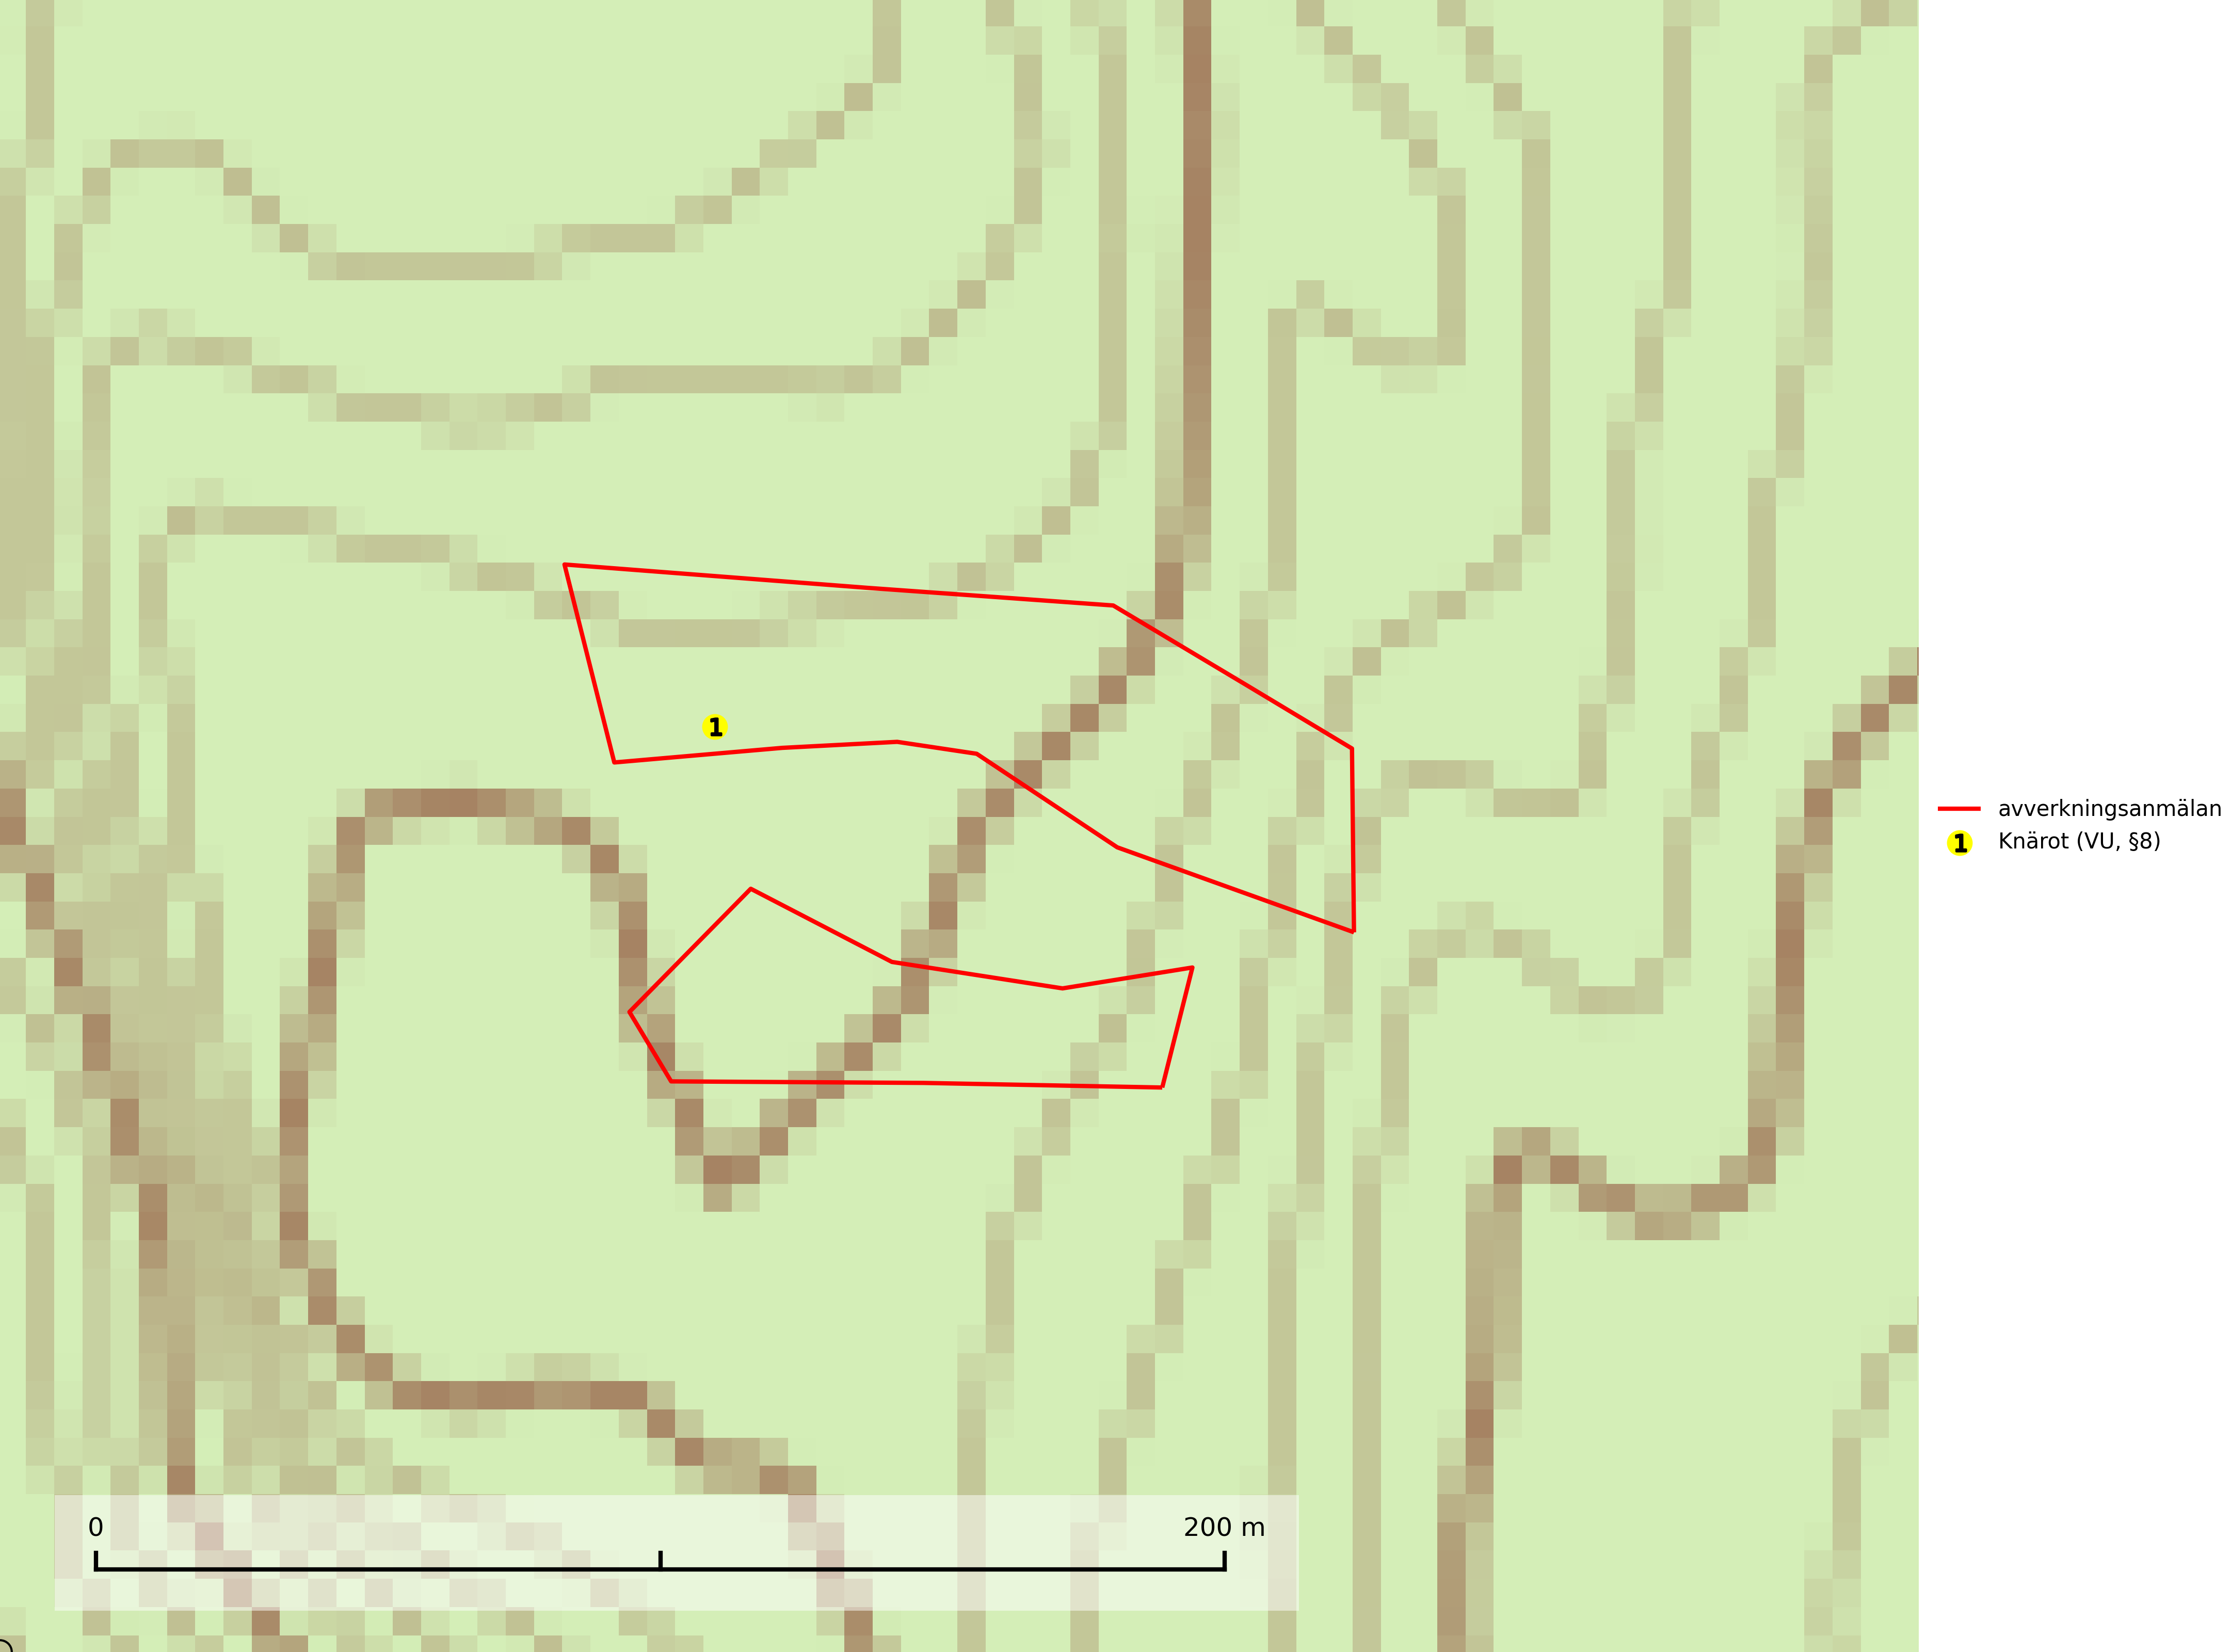 1
avverkningsanmälan
1 Knärot (VU, §8)
0 200 m